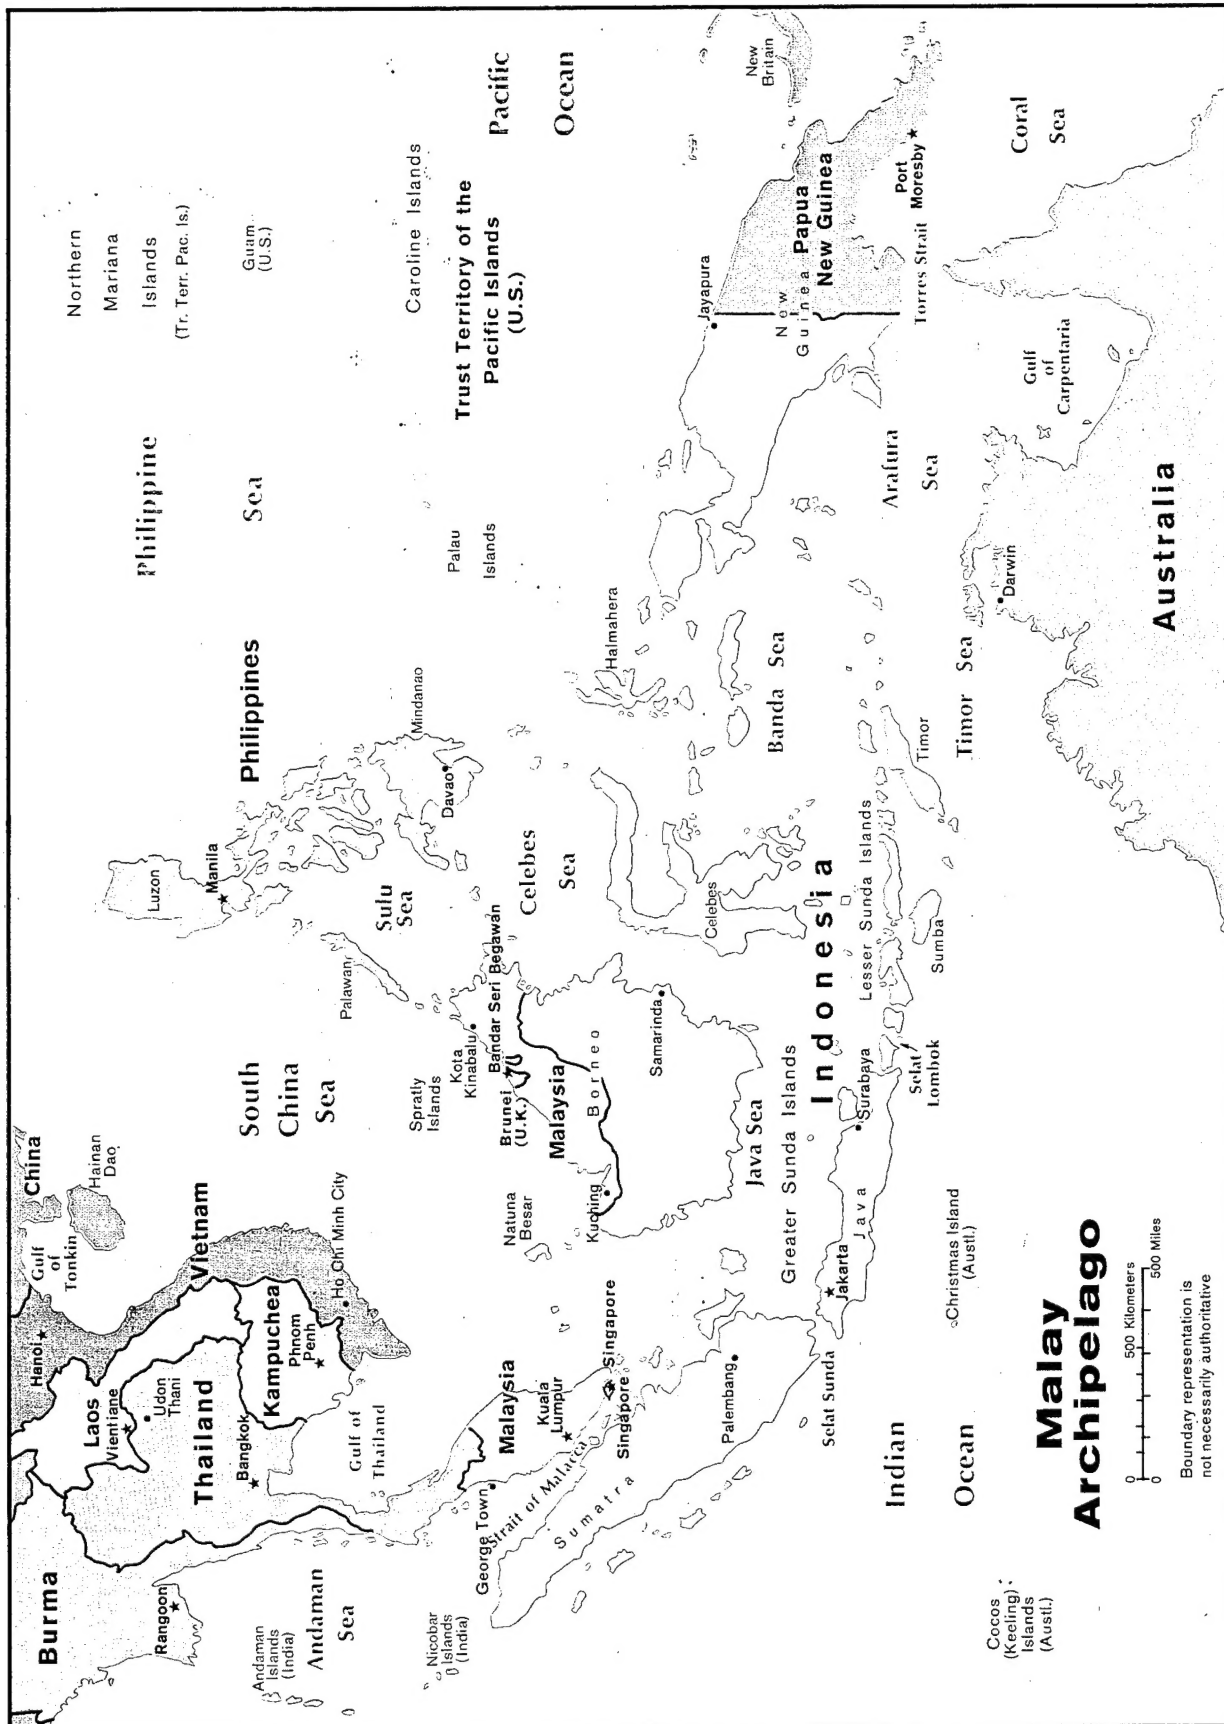 Burma
Rangoon
Andaman
Islands
(India)
Andaman
Sea
Nicobar
Islands
(India)
Hanoi
Laos
Vientiane
Udon
Thani
Thailand
Bangkok
Kampuchea
Phnom
Penh
Gulf of
Thailand
Vietnam
Ho Chi Minh City
Gulf
of
Tonkin
China
Hainan
Dao
South
China
Sea
Spratly
Islands
Palawan
Luzon
Manila
Philippines
Sulu
Sea
Mindanao
Davao
Philippine
Sea
Northern
Mariana
Islands
(Tr. Terr. Pac. Is.)
Guam
(U.S.)
Caroline Islands
Trust Territory of the
Pacific Islands
(U.S.)
Palau
Islands
Pacific
Ocean
George Town
Malaysia
Kuala
Lumpur
Strait of Malacca
Sumatra
Singapore
Singapore
Palembang
Selat Sunda
Natuna
Besar
Kuching
Malaysia
Brunei
(U.K.)
Bandar Seri Begawan
Kota
Kinabalu
Borneo
Samarinda
Celebes
Sea
Celebes
Halmahera
Banda Sea
Java Sea
Greater Sunda Islands
Indonesia
Jakarta
Java
Surabaya
Selat
Lombok
Lesser Sunda Islands
Sumba
Timor
Timor Sea
Arafura
Sea
Jayapura
New
Guinea
Papua
New Guinea
New
Britain
Port
Moresby
Torres Strait
Coral
Sea
Gulf
of
Carpentaria
Darwin
Australia
Christmas Island
(Austl.)
Indian
Ocean
Cocos
(Keeling)
Islands
(Austl.)
Malay
Archipelago
0 500 Kilometers
0 500 Miles
Boundary representation is
not necessarily authoritative